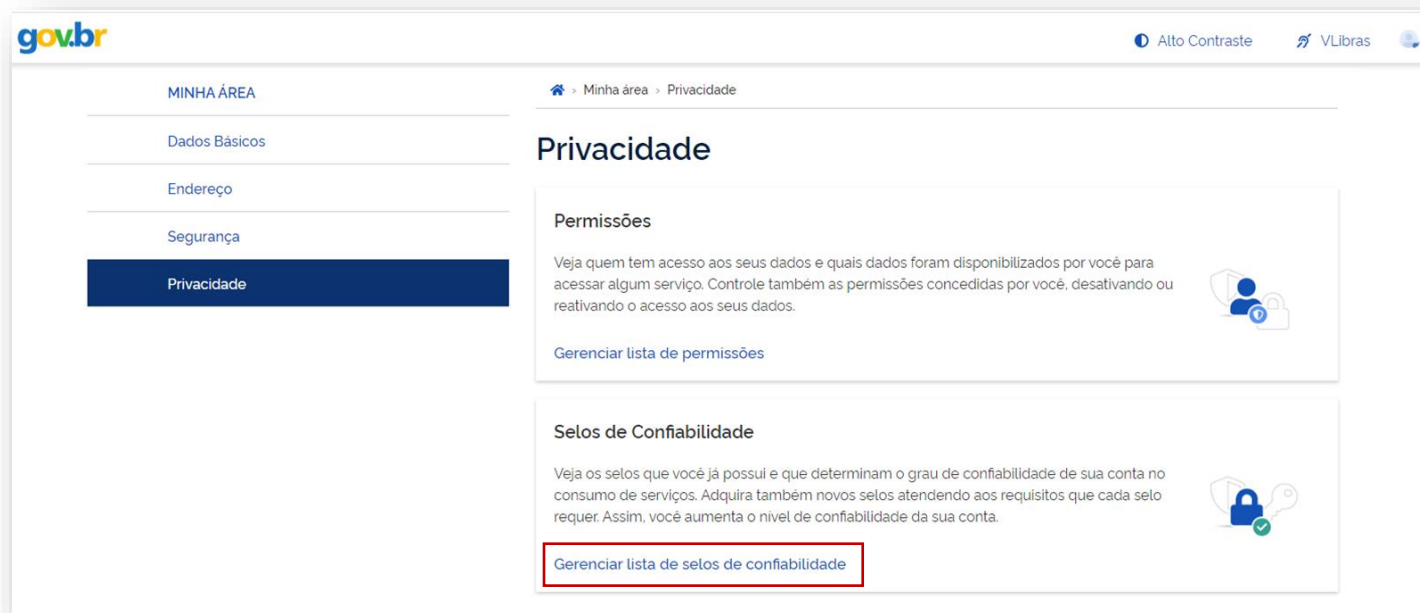 gov.br
Alto Contraste
VLibras
MINHA ÁREA
Dados Básicos
Endereço
Segurança
Privacidade
Minha área > Privacidade
Privacidade
Permissões
Veja quem tem acesso aos seus dados e quais dados foram disponibilizados por você para
acessar algum serviço. Controle também as permissões concedidas por você, desativando ou
reativando o acesso aos seus dados.
Gerenciar lista de permissões
Selos de Confiabilidade
Veja os selos que você já possui e que determinam o grau de confiabilidade de sua conta no
consumo de serviços. Adquira também novos selos atendendo aos requisitos que cada selo
requer. Assim, você aumenta o nível de confiabilidade da sua conta.
Gerenciar lista de selos de confiabilidade